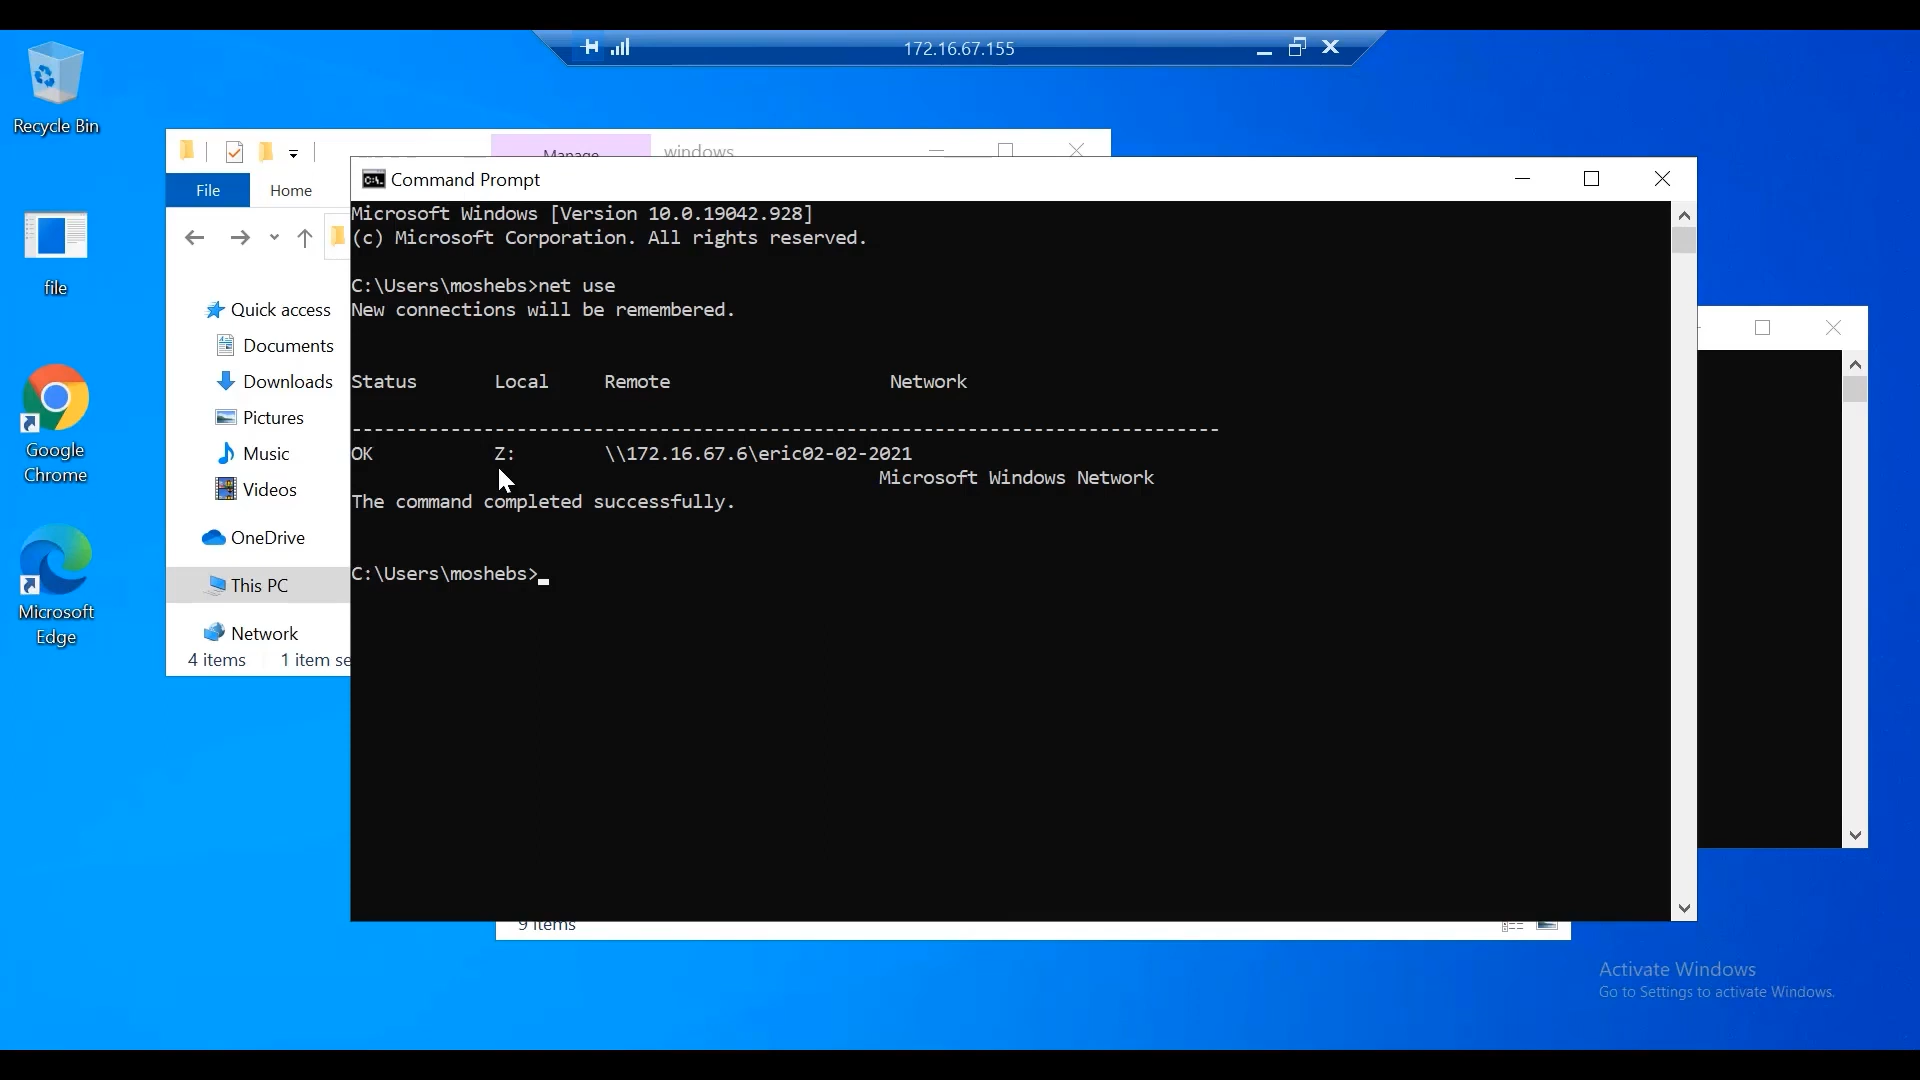 172.16.67.155
Recycle Bin
Manage
windows
File
Home
Command Prompt
Microsoft Windows [Version 10.0.19042.928]
(c) Microsoft Corporation. All rights reserved.
C:\Users\moshebs>net use
New connections will be remembered.
Status Local Remote Network
-------------------------------------------------------------------------------
OK Z: \\172.16.67.6\eric02-02-2021
Microsoft Windows Network
The command completed successfully.
C:\Users\moshebs>
file
Google
Chrome
Microsoft
Edge
Quick access
Documents
Downloads
Pictures
Music
Videos
OneDrive
This PC
Network
4 items 1 item
9 items
Activate Windows
Go to Settings to activate Windows.